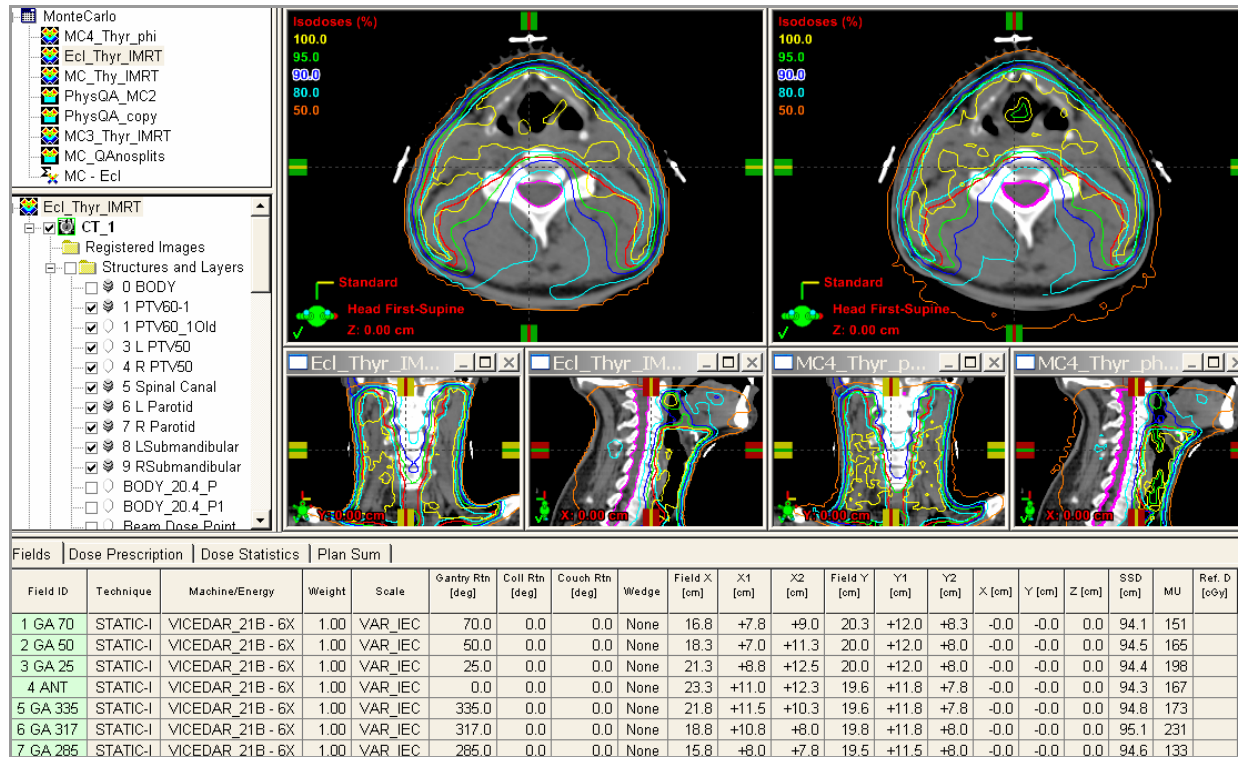 MonteCarlo
MC4_Thyr_phi
Ecl_Thyr_IMRT
MC_Thy_IMRT
PhysQA_MC2
PhysQA_copy
MC3_Thyr_IMRT
MC_QAnosplits
MC - Ecl
Ecl_Thyr_IMRT
CT_1
Registered Images
Structures and Layers
0 BODY
1 PTV60-1
1 PTV60_1Old
3 L PTV50
4 R PTV50
5 Spinal Canal
6 L Parotid
7 R Parotid
8 LSubmandibular
9 RSubmandibular
BODY_20.4_P
BODY_20.4_P1
Beam Dose Point
Isodoses (%)
100.0
95.0
90.0
80.0
50.0
Standard
Head First-Supine
Z: 0.00 cm
Isodoses (%)
100.0
95.0
90.0
80.0
50.0
Standard
Head First-Supine
Z: 0.00 cm
Ecl_Thyr_IM...
Y: 0.00 cm
Ecl_Thyr_IM...
X: 0.00 cm
MC4_Thyr_p...
Y: 0.00 cm
MC4_Thyr_ph...
X: 0.00 cm
Fields Dose Prescription Dose Statistics Plan Sum
Field ID Technique Machine/Energy Weight Scale Gantry Rtn [deg] Coll Rtn [deg] Couch Rtn [deg] Wedge Field X [cm] X1 [cm] X2 [cm] Field Y [cm] Y1 [cm] Y2 [cm] X [cm] Y [cm] Z [cm] SSD [cm] MU Ref. D [cGy]
1 GA 70 STATIC-I VICEDAR_21B - 6X 1.00 VAR_IEC 70.0 0.0 0.0 None 16.8 +7.8 +9.0 20.3 +12.0 +8.3 -0.0 -0.0 0.0 94.1 151
2 GA 50 STATIC-I VICEDAR_21B - 6X 1.00 VAR_IEC 50.0 0.0 0.0 None 18.3 +7.0 +11.3 20.0 +12.0 +8.0 -0.0 -0.0 0.0 94.5 165
3 GA 25 STATIC-I VICEDAR_21B - 6X 1.00 VAR_IEC 25.0 0.0 0.0 None 21.3 +8.8 +12.5 20.0 +12.0 +8.0 -0.0 -0.0 0.0 94.4 198
4 ANT STATIC-I VICEDAR_21B - 6X 1.00 VAR_IEC 0.0 0.0 0.0 None 23.3 +11.0 +12.3 19.6 +11.8 +7.8 -0.0 -0.0 0.0 94.3 167
5 GA 335 STATIC-I VICEDAR_21B - 6X 1.00 VAR_IEC 335.0 0.0 0.0 None 21.8 +11.5 +10.3 19.6 +11.8 +7.8 -0.0 -0.0 0.0 94.8 173
6 GA 317 STATIC-I VICEDAR_21B - 6X 1.00 VAR_IEC 317.0 0.0 0.0 None 18.8 +10.8 +8.0 19.8 +11.8 +8.0 -0.0 -0.0 0.0 95.1 231
7 GA 285 STATIC-I VICEDAR_21B - 6X 1.00 VAR_IEC 285.0 0.0 0.0 None 15.8 +8.0 +7.8 19.5 +11.5 +8.0 -0.0 -0.0 0.0 94.6 133